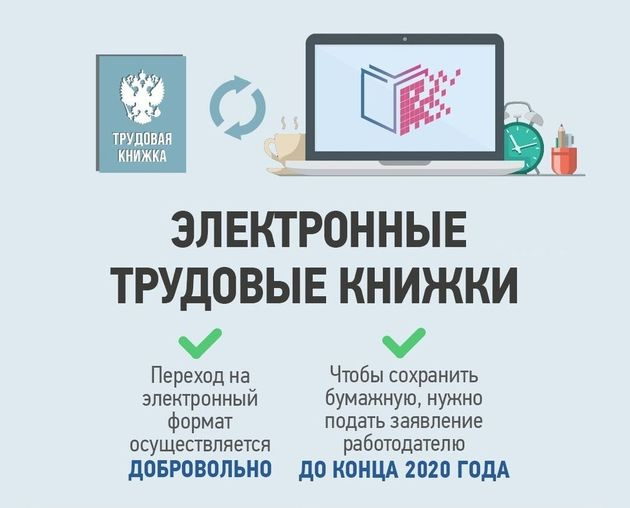 ТРУДОВАЯ
КНИЖКА
ЭЛЕКТРОННЫЕ
ТРУДОВЫЕ КНИЖКИ
Переход на
электронный
формат
осуществляется
ДОБРОВОЛЬНО
Чтобы сохранить
бумажную, нужно
подать заявление
работодателю
ДО КОНЦА 2020 ГОДА